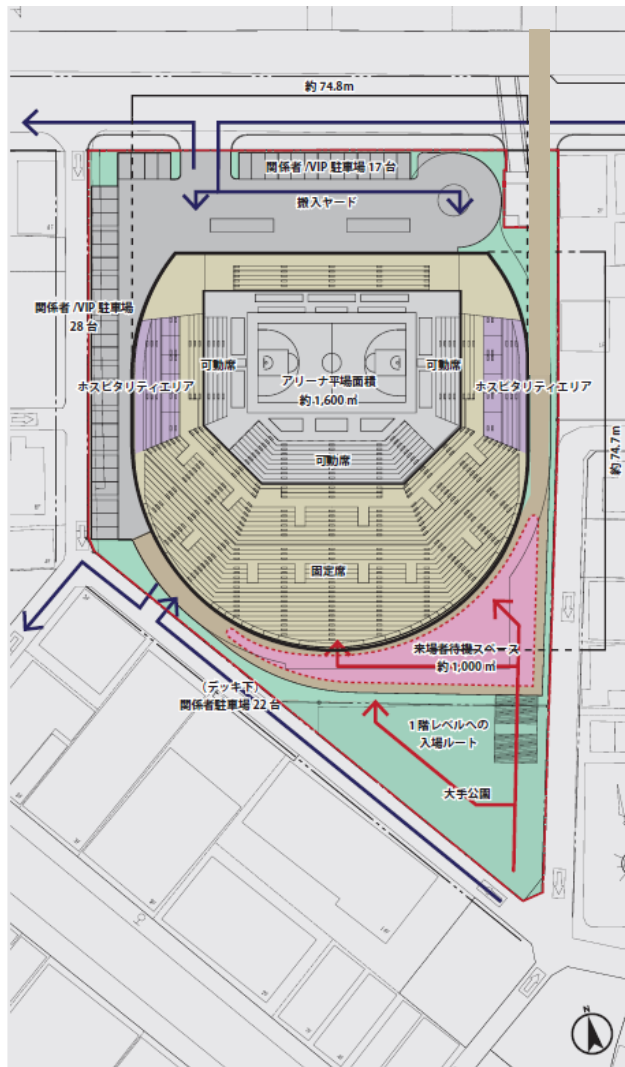 約 74.8m
関係者 /VIP 駐車場 17 台
搬入ヤード
関係者 /VIP 駐車場
28 台
ホスピタリティエリア
可動席
アリーナ平場面積
約 1,600 ㎡
可動席
ホスピタリティエリア
約 74.7m
可動席
固定席
来場者待機スペース
約 1,000 ㎡
（デッキ下）
関係者駐車場 22 台
1 階レベルへの
入場ルート
大手公園
N